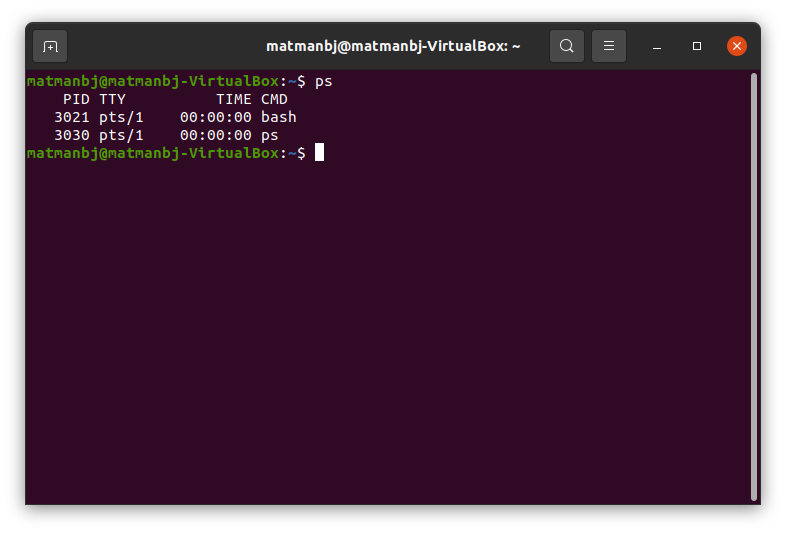 matmanbj@matmanbj-VirtualBox: ~
matmanbj@matmanbj-VirtualBox:~$ ps
    PID TTY          TIME CMD
   3021 pts/1    00:00:00 bash
   3030 pts/1    00:00:00 ps
matmanbj@matmanbj-VirtualBox:~$